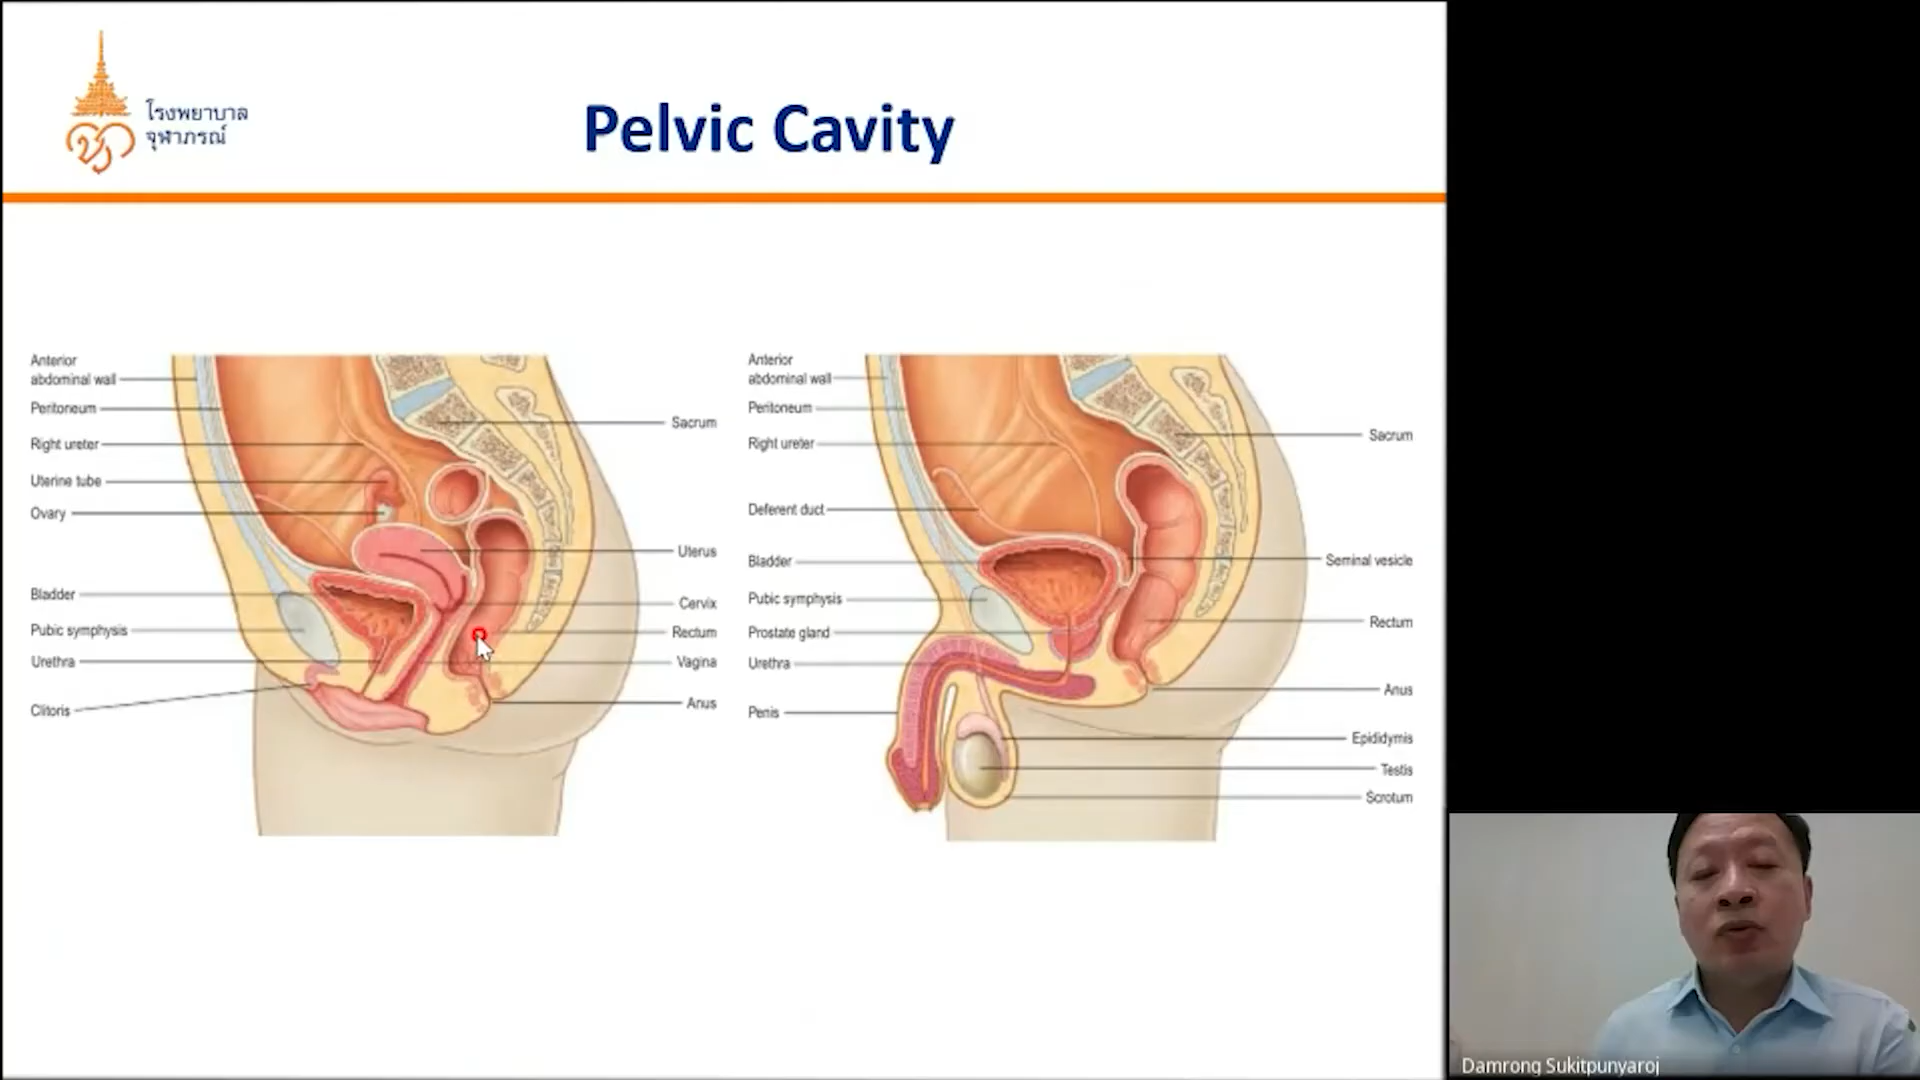 โรงพยาบาล
จุฬาภรณ์
Pelvic Cavity
Anterior
abdominal wall
Peritoneum
Right ureter
Uterine tube
Ovary
Bladder
Pubic symphysis
Urethra
Clitoris
Sacrum
Uterus
Cervix
Rectum
Vagina
Anus
Anterior
abdominal wall
Peritoneum
Right ureter
Deferent duct
Bladder
Pubic symphysis
Prostate gland
Urethra
Penis
Sacrum
Seminal vesicle
Rectum
Anus
Epididymis
Testis
Scrotum
Damrong Sukitpunyaroj